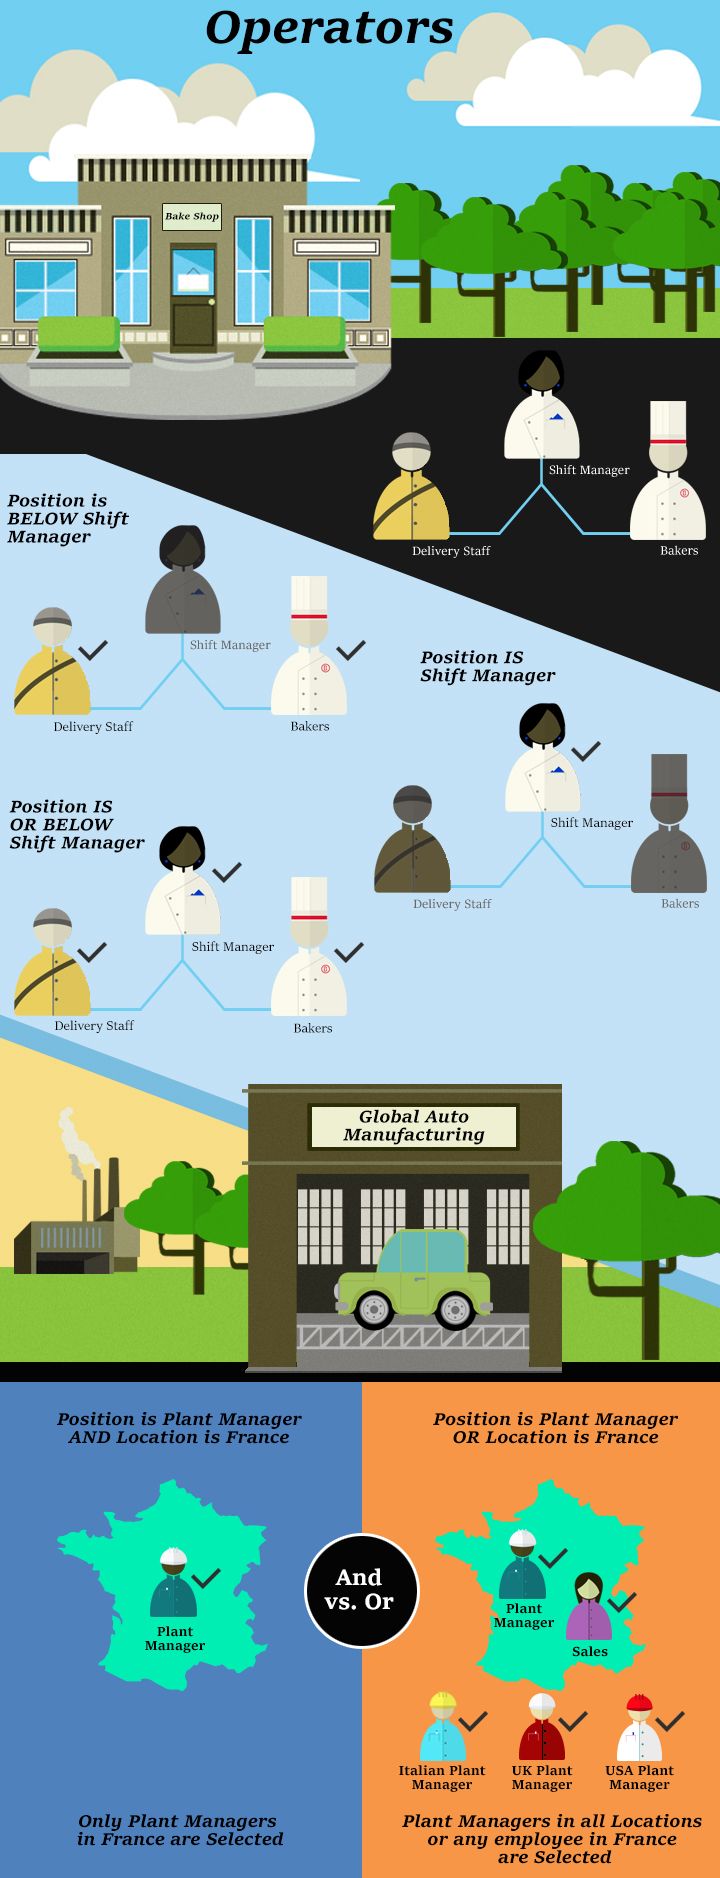 Operators
Bake Shop
Shift Manager
Delivery Staff
Bakers
Position is
BELOW Shift
Manager
Shift Manager
Delivery Staff
Bakers
Position IS
Shift Manager
Shift Manager
Delivery Staff
Bakers
Position IS
OR BELOW
Shift Manager
Shift Manager
Delivery Staff
Bakers
Global Auto
Manufacturing
Position is Plant Manager
AND Location is France
Plant
Manager
Only Plant Managers
in France are Selected
And
vs. Or
Position is Plant Manager
OR Location is France
Plant
Manager
Sales
Italian Plant
Manager
UK Plant
Manager
USA Plant
Manager
Plant Managers in all Locations
or any employee in France
are Selected